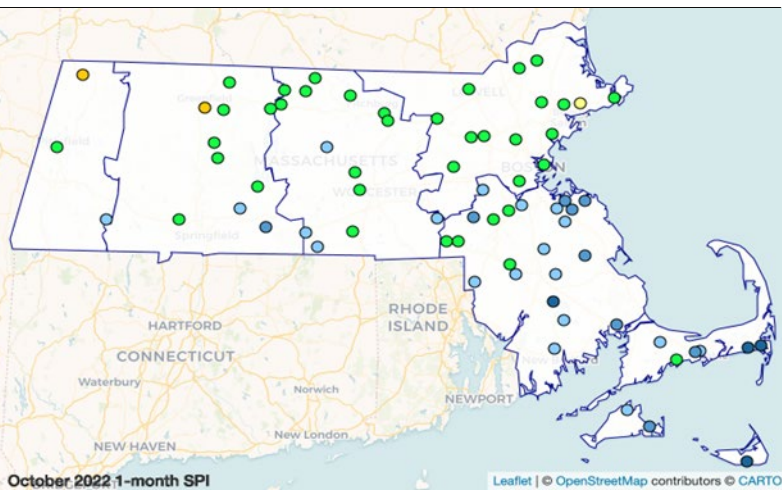 Greenfield
LOWELL
MASSACHUSETTS
BOSTON
WORCESTER
Springfield
RHODE
ISLAND
HARTFORD
CONNECTICUT
Waterbury
Norwich
NEWPORT
New London
NEW HAVEN
October 2022 1-month SPI
Leaflet | © OpenStreetMap contributors © CARTO